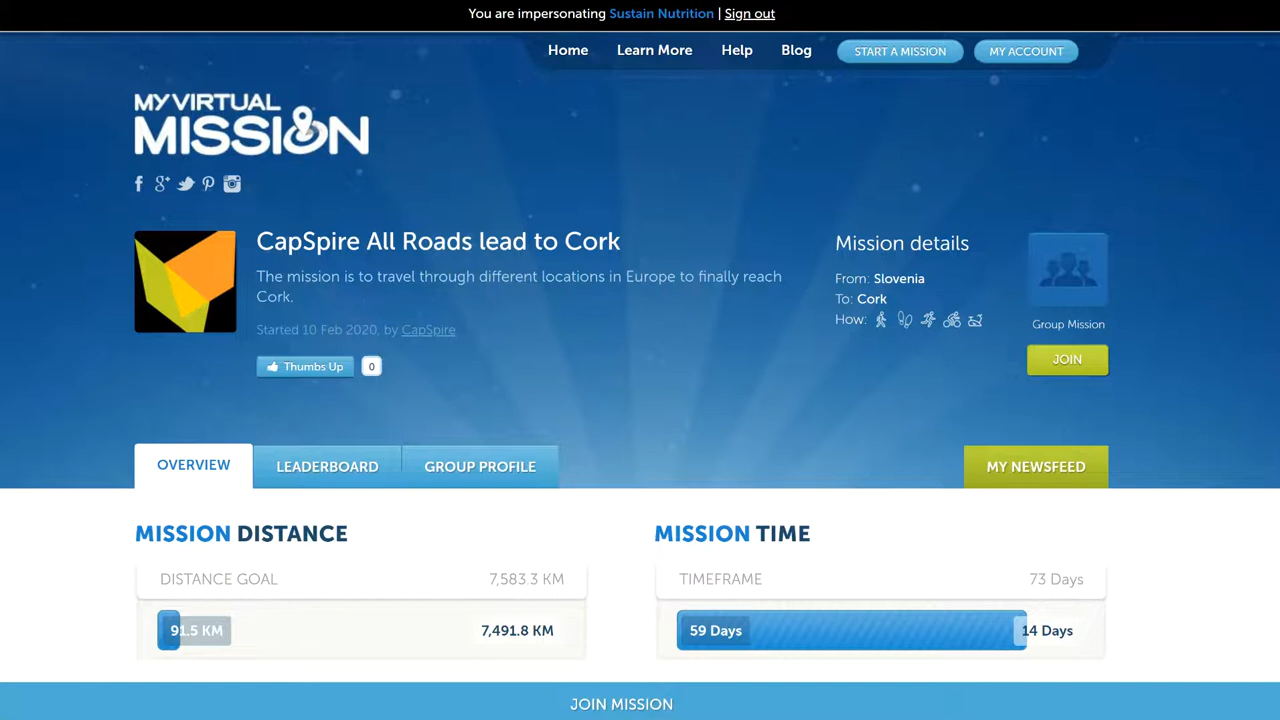 You are impersonating Sustain Nutrition | Sign out
Home Learn More Help Blog START A MISSION MY ACCOUNT
MY VIRTUAL
MISSION
CapSpire All Roads lead to Cork
The mission is to travel through different locations in Europe to finally reach
Cork.
Started 10 Feb 2020, by CapSpire
Thumbs Up 0
Mission details
From: Slovenia
To: Cork
How:
Group Mission
JOIN
OVERVIEW LEADERBOARD GROUP PROFILE MY NEWSFEED
MISSION DISTANCE
DISTANCE GOAL 7,583.3 KM
91.5 KM 7,491.8 KM
MISSION TIME
TIMEFRAME 73 Days
59 Days 14 Days
JOIN MISSION